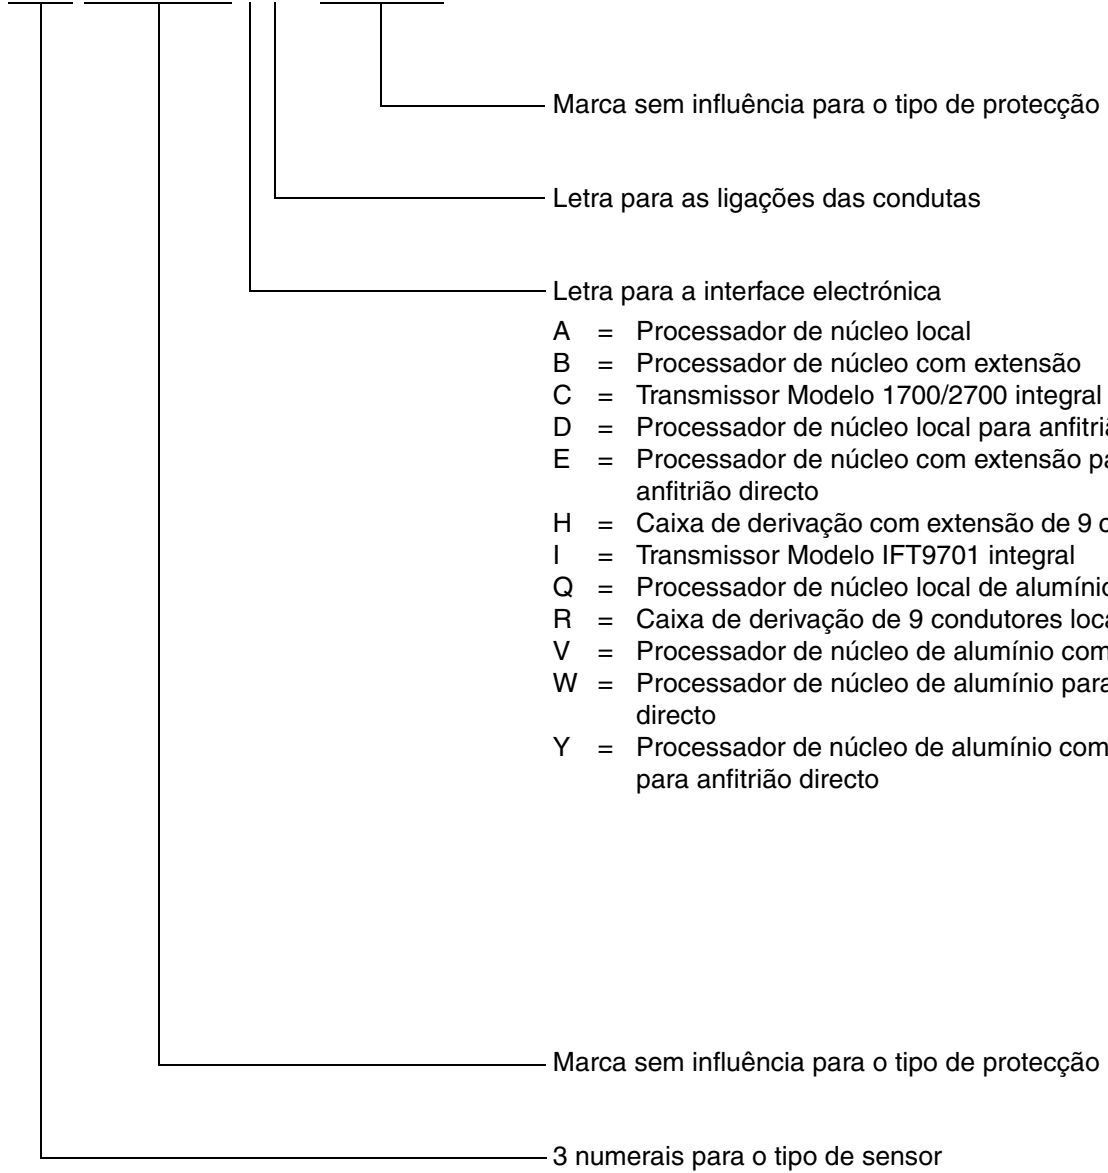 Marca sem influência para o tipo de protecção
Letra para as ligações das condutas
Letra para a interface electrónica
A = Processador de núcleo local
B = Processador de núcleo com extensão
C = Transmissor Modelo 1700/2700 integral
D = Processador de núcleo local para
E = Processador de núcleo com extensão
anfitrião directo
H = Caixa de derivação com extensão de 9
I = Transmissor Modelo IFT9701 integral
Q = Processador de núcleo local de
R = Caixa de derivação de 9 condutores
V = Processador de núcleo de alumínio com
W = Processador de núcleo de alumínio para
directo
Y = Processador de núcleo de alumínio com
para anfitrião directo
Marca sem influência para o tipo de protecção
3 numerais para o tipo de sensor